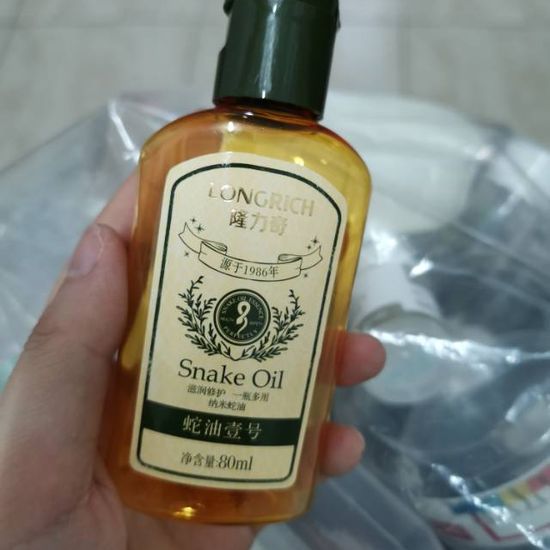 LONGRICH
隆力奇
源于1986年
Snake Oil
滋润修护 一瓶多用
纳米蛇油
蛇油壹号
净含量:80ml